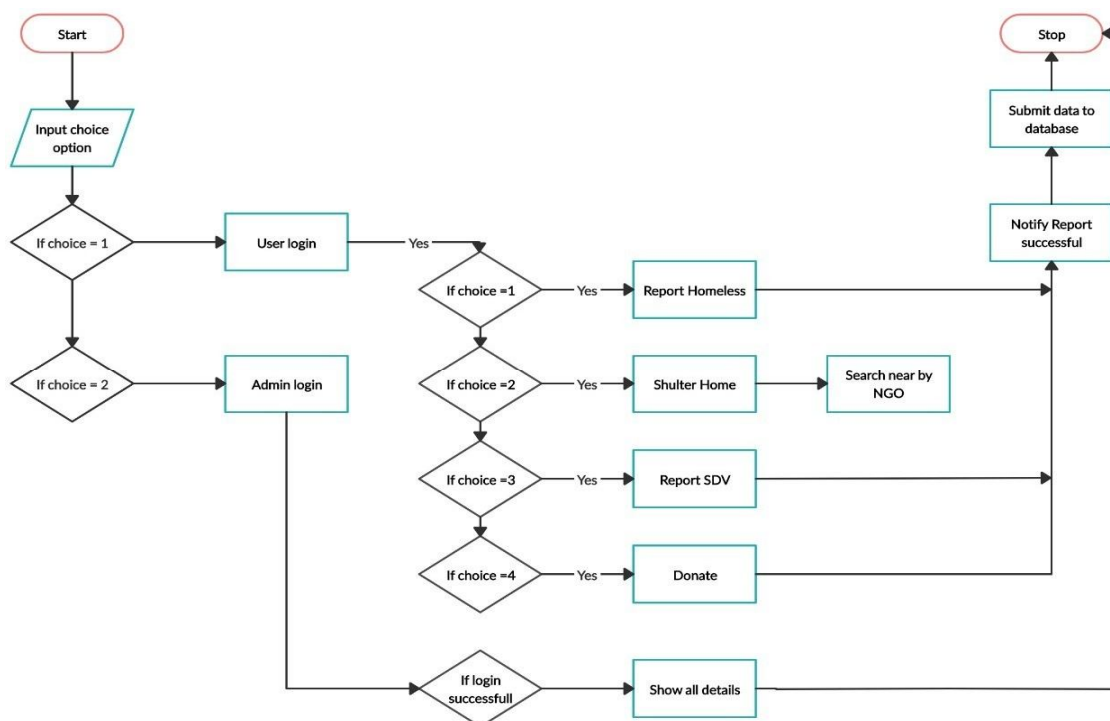 Start
Stop
Input choice
option
Submit data to
database
If choice = 1
User login
Yes
Notify Report
successful
If choice =1
Yes
Report Homeless
If choice = 2
Admin login
If choice =2
Yes
Shulter Home
Search near by
NGO
If choice =3
Yes
Report SDV
If choice =4
Yes
Donate
If login
successfull
Show all details